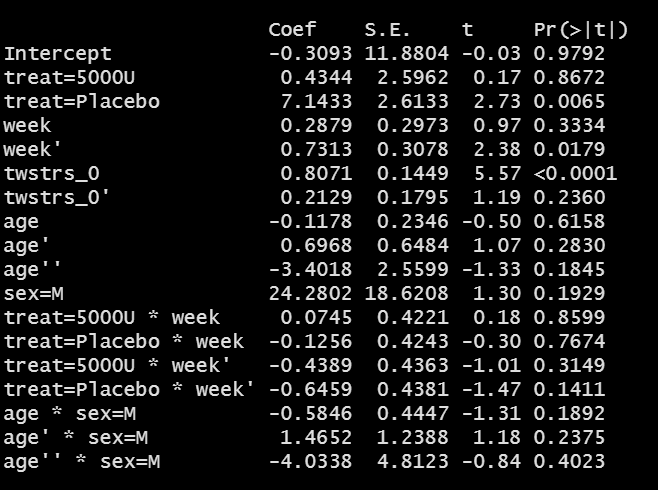 Coef S.E. t Pr(>|t|)
Intercept -0.3093 11.8804 -0.03 0.9792
treat=5000U 0.4344 2.5962 0.17 0.8672
treat=Placebo 7.1433 2.6133 2.73 0.0065
week 0.2879 0.2973 0.97 0.3334
week' 0.7313 0.3078 2.38 0.0179
twstrs_0 0.8071 0.1449 5.57 <0.0001
twstrs_0' 0.2129 0.1795 1.19 0.2360
age -0.1178 0.2346 -0.50 0.6158
age' 0.6968 0.6484 1.07 0.2830
age'' -3.4018 2.5599 -1.33 0.1845
sex=M 24.2802 18.6208 1.30 0.1929
treat=5000U * week 0.0745 0.4221 0.18 0.8599
treat=Placebo * week -0.1256 0.4243 -0.30 0.7674
treat=5000U * week' -0.4389 0.4363 -1.01 0.3149
treat=Placebo * week' -0.6459 0.4381 -1.47 0.1411
age * sex=M -0.5846 0.4447 -1.31 0.1892
age' * sex=M 1.4652 1.2388 1.18 0.2375
age'' * sex=M -4.0338 4.8123 -0.84 0.4023